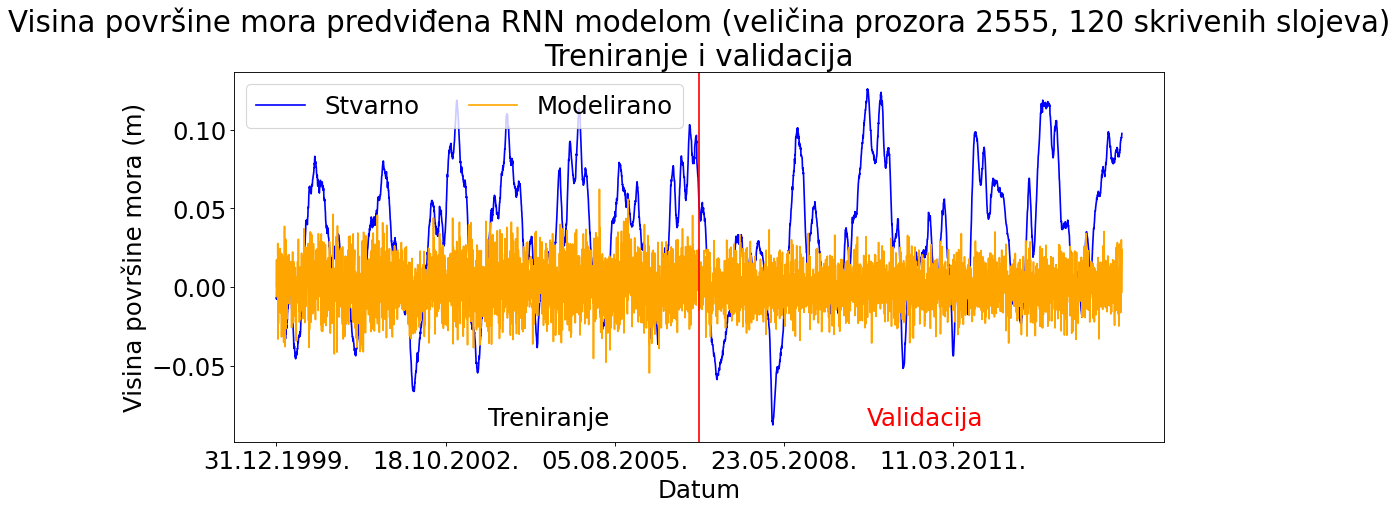 Visina površine mora predviđena RNN modelom (veličina prozora 2555, 120 skrivenih slojeva)
Treniranje i validacija
Stvarno
Modelirano
Visina površine mora (m)
0.10
0.05
0.00
−0.05
Treniranje
Validacija
31.12.1999.
18.10.2002.
05.08.2005.
23.05.2008.
11.03.2011.
Datum